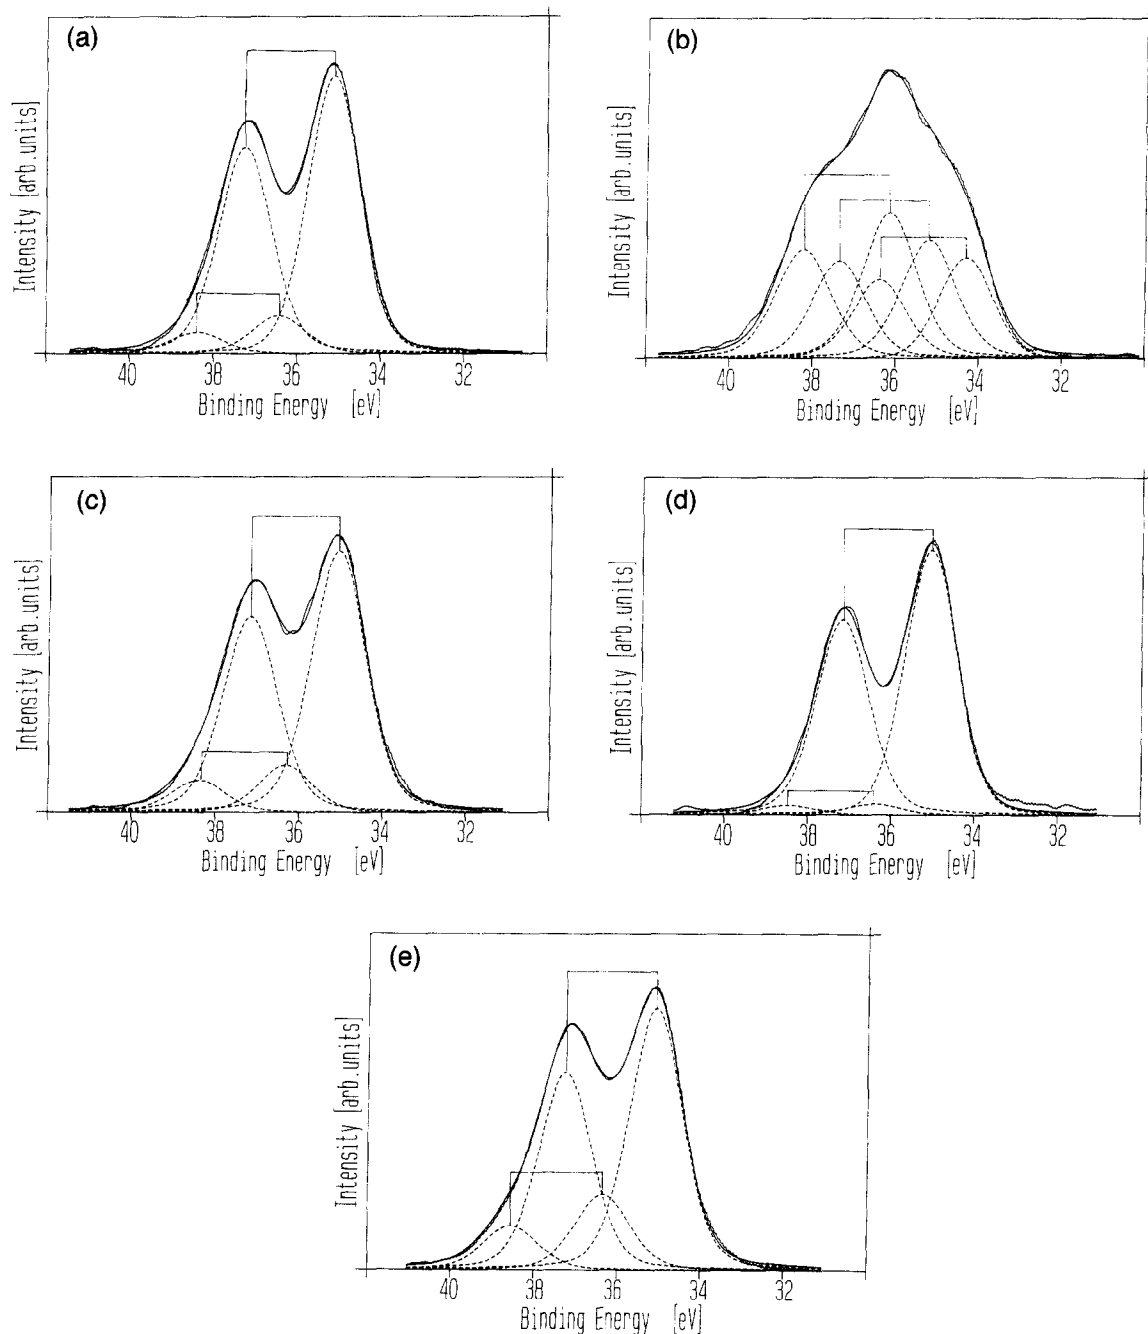 (a)
Intensity [arb.units]
40 38 36 34 32
Binding Energy [eV]
(b)
Intensity [arb.units]
40 38 36 34 32
Binding Energy [eV]
(c)
Intensity [arb.units]
40 38 36 34 32
Binding Energy [eV]
(d)
Intensity [arb.units]
40 38 36 34 32
Binding Energy [eV]
(e)
Intensity [arb.units]
40 38 36 34 32
Binding Energy [eV]